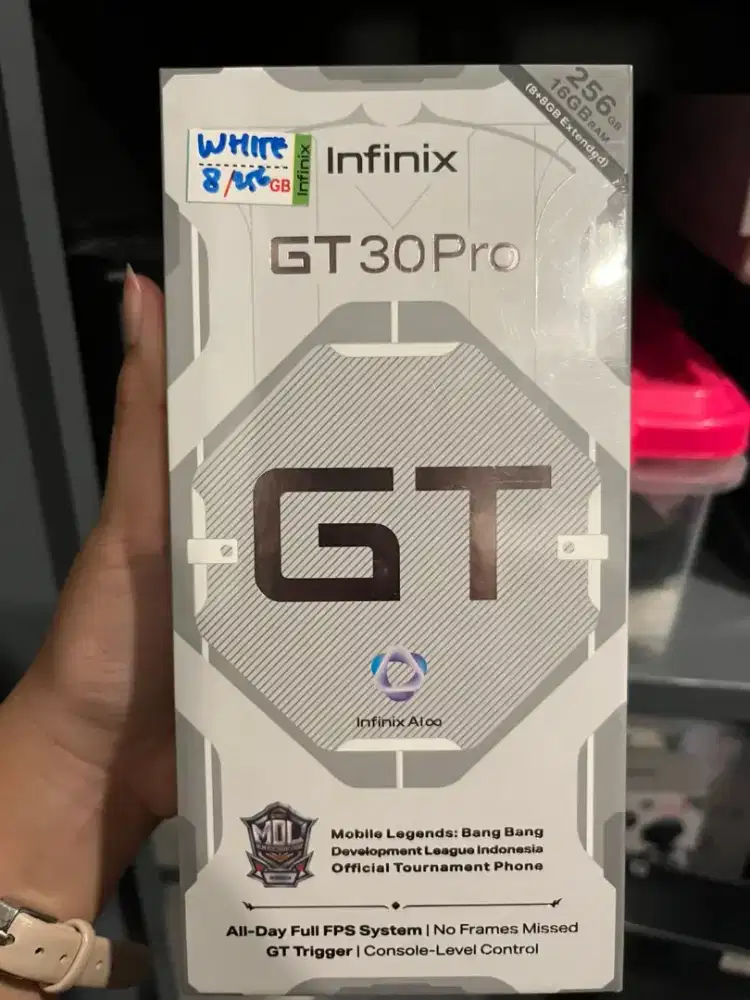 256GB
16GB RAM
(8+8GB Extended)
WHITE
8/256 GB
Infinix
Infinix
GT 30 Pro
GT
Infinix AI∞
MDL
Mobile Legends: Bang Bang
Development League Indonesia
Official Tournament Phone
All-Day Full FPS System | No Frames Missed
GT Trigger | Console-Level Control